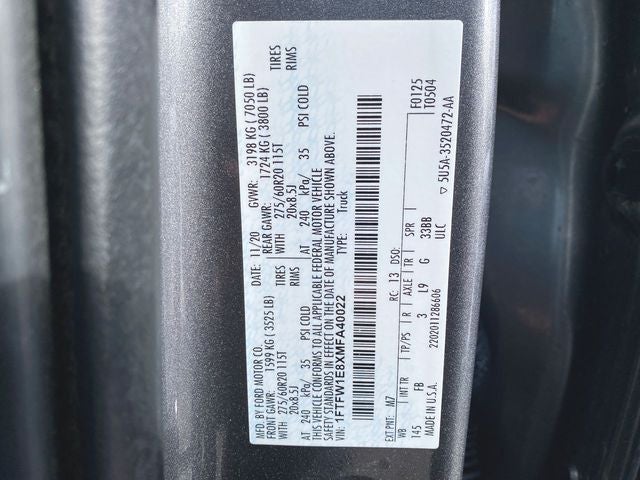 MFD. BY FORD MOTOR CO.
DATE: 11/20 GVWR: 3198 KG ( 7050 LB)
FRONT GAWR: 1599 KG ( 3525 LB) REAR GAWR: 1724 KG ( 3800 LB)
WITH 275/60R20 115T TIRES WITH 275/60R20 115T TIRES
20x8.5J RIMS 20x8.5J RIMS
AT 240 kPa/ 35 PSI COLD AT 240 kPa/ 35 PSI COLD
THIS VEHICLE CONFORMS TO ALL APPLICABLE FEDERAL MOTOR VEHICLE
SAFETY STANDARDS IN EFFECT ON THE DATE OF MANUFACTURE SHOWN ABOVE.
VIN: 1FTFW1E8XMFA40022
TYPE: Truck
EXT PNT: M7 RC: 13 DSO: F0125
WB INT TR TP/PS R AXLE TR SPR T0504
145 FB 3 L9 G 33BB
ULC
MADE IN U.S.A. 2202011286606 ▽ 5U5A-3520472-AA